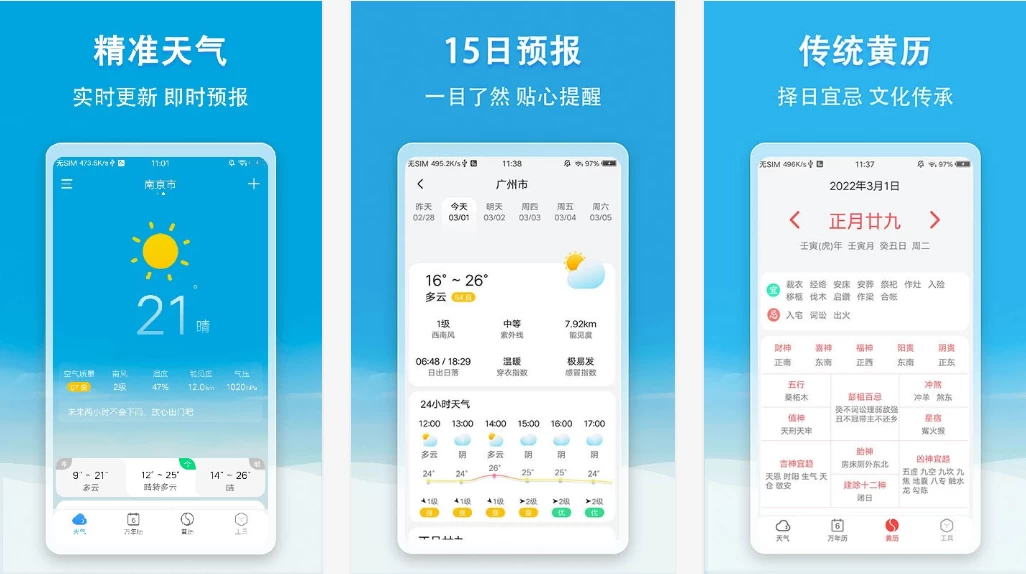 精准天气
实时更新 即时预报
无SIM 473.5K/s
11:01
南京市
21°
晴
空气质量 南风 湿度 能见度 气压
57 良 2级 47% 12.0km 1020hPa
未来两小时不会下雨，放心出门吧
昨 今 明
9° ~ 21° 12° ~ 25° 14° ~ 26°
多云 晴转多云 晴
6
天气 万年历 黄历 工具
15日预报
一目了然 贴心提醒
无SIM 495.2K/s
11:38
97%
广州市
昨天 今天 明天 周四 周五 周六
02/28 03/01 03/02 03/03 03/04 03/05
16° ~ 26°
多云 54 良
1级 中等 7.92km
西南风 紫外线 能见度
06:48 / 18:29 温暖 极易发
日出日落 穿衣指数 感冒指数
24小时天气
12:00 13:00 14:00 15:00 16:00 17:00
多云 阴 多云 阴 阴 阴
24° 24° 26° 25° 25° 24°
1级 1级 1级 2级 2级 2级
良 良 良 良 优 优
传统黄历
择日宜忌 文化传承
无SIM 496K/s
11:37
97%
2022年3月1日
正月廿九
壬寅(虎)年 壬寅月 癸丑日 周二
宜 裁衣 经络 安床 安葬 祭祀 作灶 入殓
移柩 伐木 启鑽 作梁 合帐
忌 入宅 词讼 出火
财神 喜神 福神 阳贵 阴贵
正南 东南 正西 东南 正东
五行
桑柘木
值神
天刑天牢
彭祖百忌
癸不词讼理弱敌强
丑不冠带主不还乡
冲煞
冲羊 煞东
星宿
觜火猴
吉神宜趋
天恩 时阳 生气 天
仓 敬安
胎神
房床厕外东北
建除十二神
闭日
凶神宜趋
五虚 九空 九坎 九
焦 地囊 八专 触水
龙 勾陈
6
天气 万年历 黄历 工具